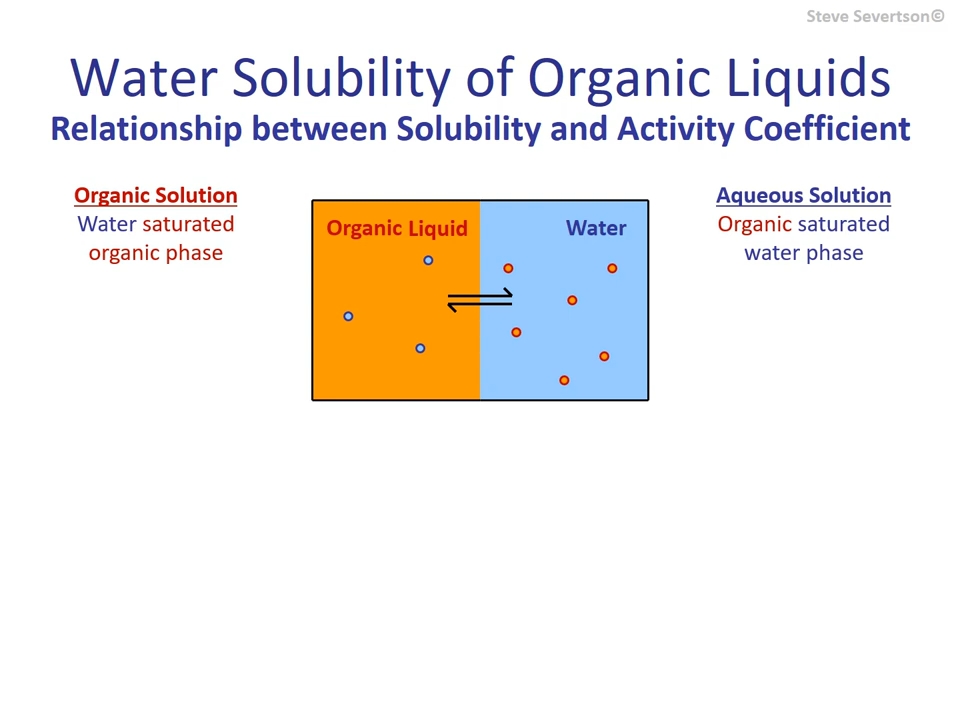 Steve Severtson©
Water Solubility of Organic Liquids
Relationship between Solubility and Activity Coefficient
Organic Solution
Water saturated
organic phase
Organic Liquid
Water
Aqueous Solution
Organic saturated
water phase